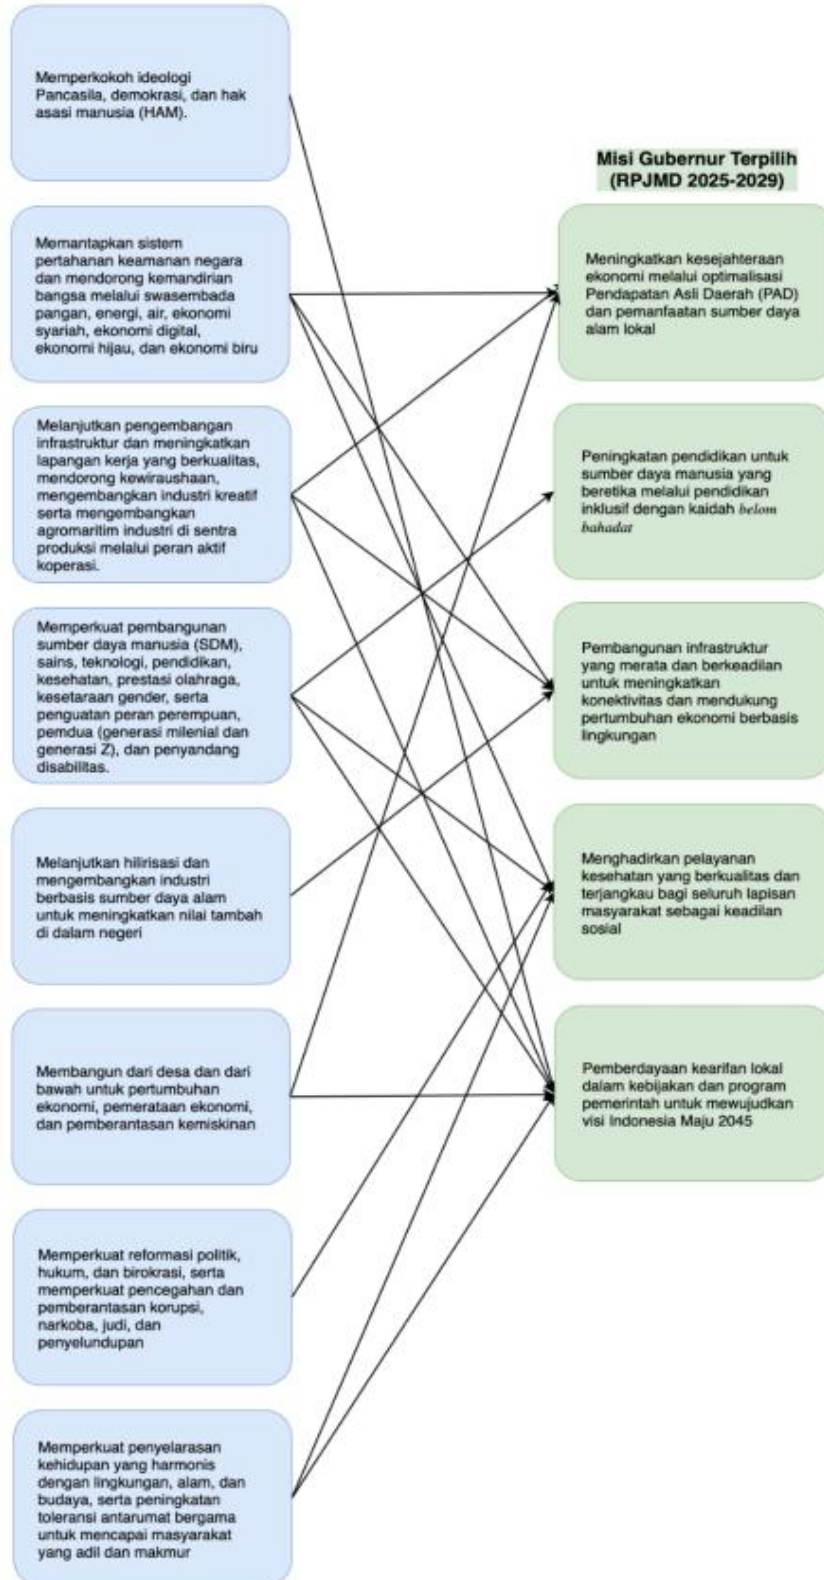 Memperkokoh ideologi
Pancasila, demokrasi, dan hak
asasi manusia (HAM).
Memantapkan sistem
pertahanan keamanan negara
dan mendorong kemandirian
bangsa melalui swasembada
pangan, energi, air, ekonomi
syariah, ekonomi digital,
ekonomi hijau, dan ekonomi biru
Melanjutkan pengembangan
infrastruktur dan meningkatkan
lapangan kerja yang berkualitas,
mendorong kewirausahaan,
mengembangkan industri kreatif
serta mengembangkan
agromaritim industri di sentra
produksi melalui peran aktif
koperasi.
Memperkuat pembangunan
sumber daya manusia (SDM),
sains, teknologi, pendidikan,
kesehatan, prestasi olahraga,
kesetaraan gender, serta
penguatan peran perempuan,
pemdua (generasi milenial dan
generasi Z), dan penyandang
disabilitas.
Melanjutkan hilirisasi dan
mengembangkan industri
berbasis sumber daya alam
untuk meningkatkan nilai tambah
di dalam negeri
Membangun dari desa dan dari
bawah untuk pertumbuhan
ekonomi, pemerataan ekonomi,
dan pemberantasan kemiskinan
Memperkuat reformasi politik,
hukum, dan birokrasi, serta
memperkuat pencegahan dan
pemberantasan korupsi,
narkoba, judi, dan
penyelundupan
Memperkuat penyelarasan
kehidupan yang harmonis
dengan lingkungan, alam, dan
budaya, serta peningkatan
toleransi antarumat bergama
untuk mencapai masyarakat
yang adil dan makmur
Misi Gubernur Terpilih
(RPJMD 2025-2029)
Meningkatkan kesejahteraan
ekonomi melalui optimalisasi
Pendapatan Asli Daerah (PAD)
dan pemanfaatan sumber daya
alam lokal
Peningkatan pendidikan untuk
sumber daya manusia yang
beretika melalui pendidikan
inklusif dengan kaidah belom
bahadat
Pembangunan infrastruktur
yang merata dan berkeadilan
untuk meningkatkan
konektivitas dan mendukung
pertumbuhan ekonomi berbasis
lingkungan
Menghadirkan pelayanan
kesehatan yang berkualitas dan
terjangkau bagi seluruh lapisan
masyarakat sebagai keadilan
sosial
Pemberdayaan kearifan lokal
dalam kebijakan dan program
pemerintah untuk mewujudkan
visi Indonesia Maju 2045